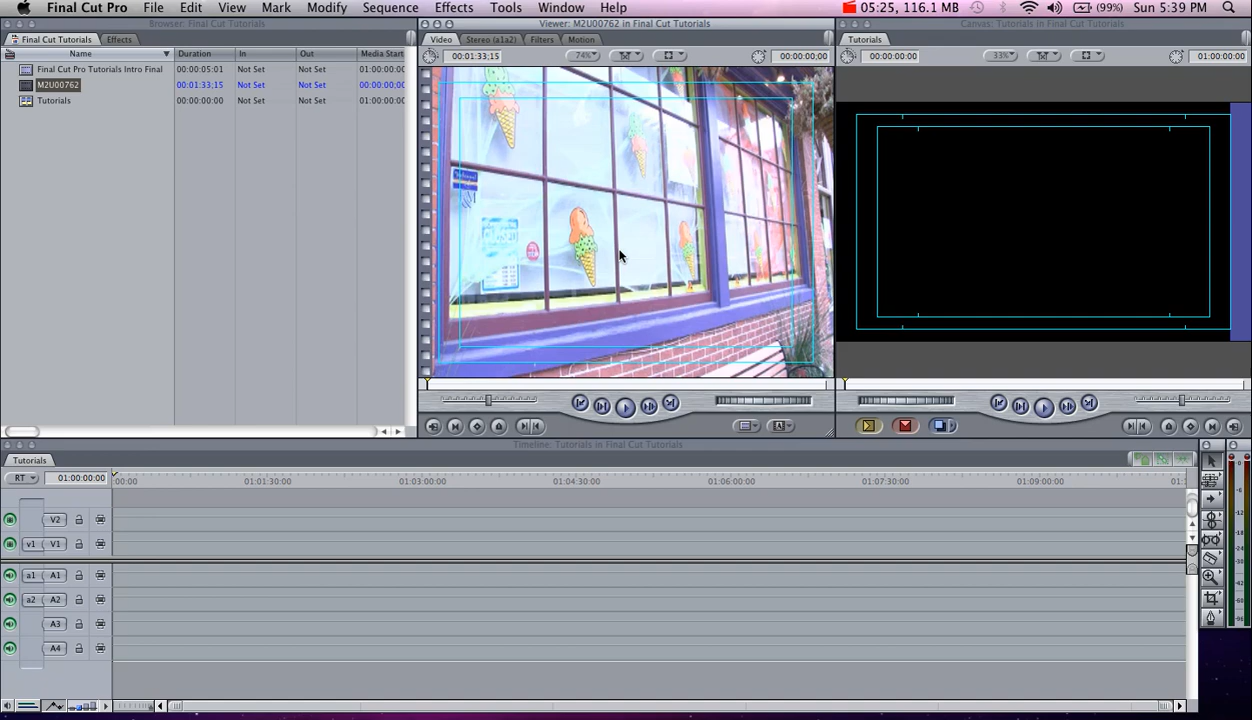 Final Cut Pro File Edit View Mark Modify Sequence Effects Tools Window Help 05:25, 116.1 MB (99%) Sun 5:39 PM
Browser: Final Cut Tutorials
Viewer: M2U00762 in Final Cut Tutorials
Canvas: Tutorials in Final Cut Tutorials
Final Cut Tutorials Effects
Video Stereo (a1a2) Filters Motion
Tutorials
Name Duration In Out Media Start
00:01:33;15 74% 00:00:00;00
00:00:00;00 33% 01:00:00;00
Final Cut Pro Tutorials Intro Final 00:00:05;01 Not Set Not Set 01:00:00;00
M2U00762 00:01:33;15 Not Set Not Set 00:00:00;00
Tutorials 00:00:00;00 Not Set Not Set 01:00:00;00
Timeline: Tutorials in Final Cut Tutorials
Tutorials
RT 01:00:00;00 :00:00 01:01:30:00 01:03:00:00 01:04:30:00 01:06:00:00 01:07:30:00 01:09:00:00
V2
v1 V1
a1 A1
a2 A2
A3
A4